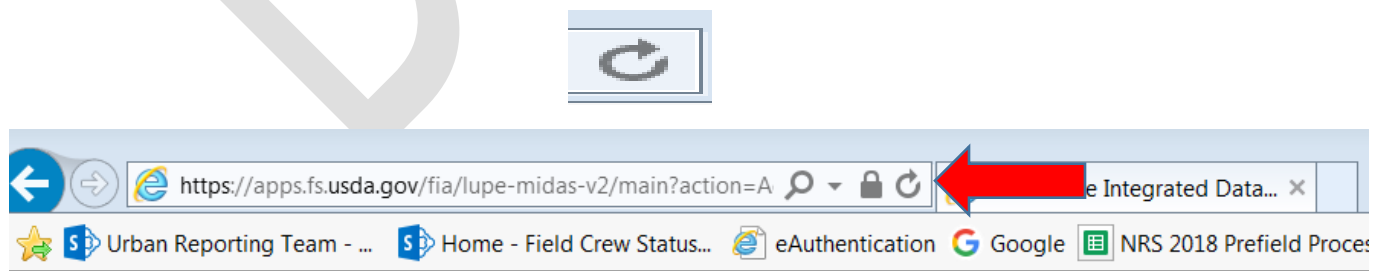 https://apps.fs.usda.gov/fia/lupe-midas-v2/main?action=A
e Integrated Data...
Urban Reporting Team - ... Home - Field Crew Status... eAuthentication Google NRS 2018 Prefield Proces